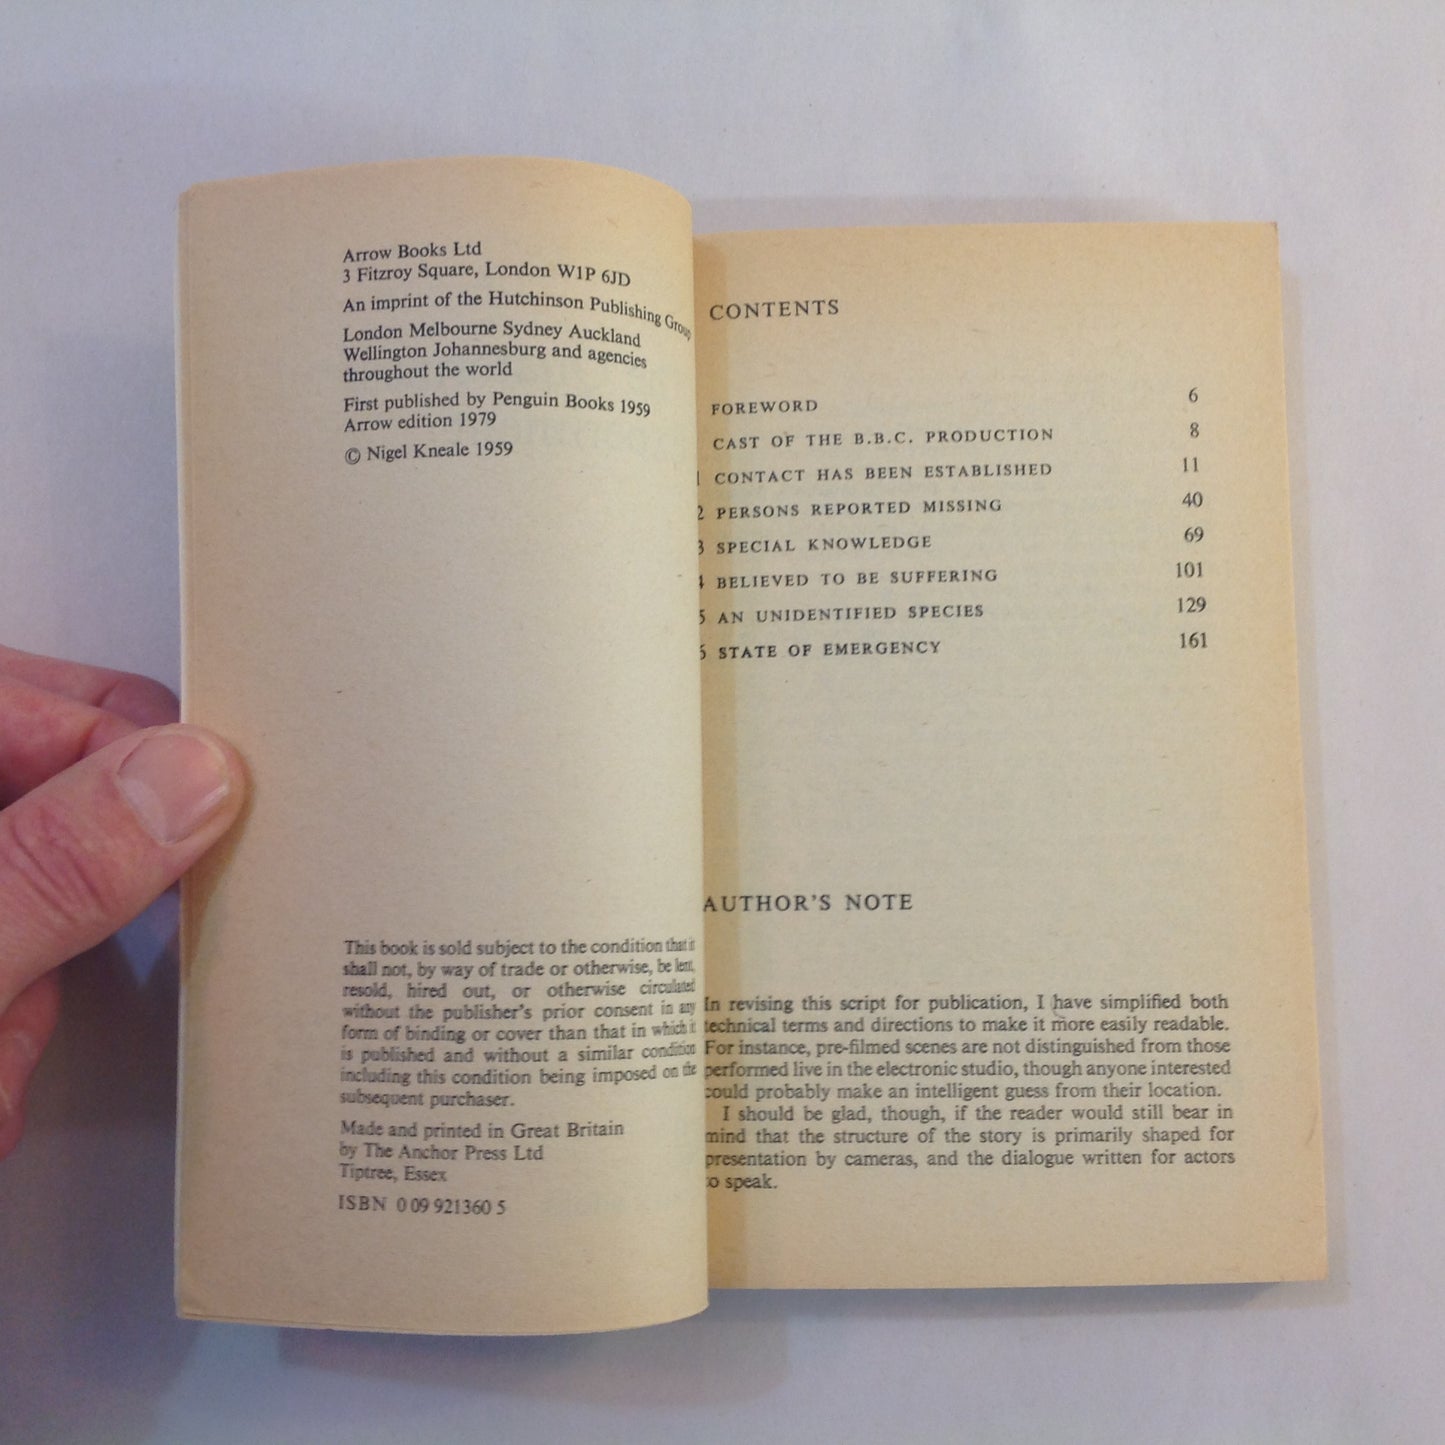 Arrow Books Ltd
3 Fitzroy Square, London W1P 6JD
An imprint of the Hutchinson Publishing Group
London Melbourne Sydney Auckland
Wellington Johannesburg and agencies
throughout the world
First published by Penguin Books 1959
Arrow edition 1979
© Nigel Kneale 1959
This book is sold subject to the condition that it
shall not, by way of trade or otherwise, be lent,
resold, hired out, or otherwise circulated
without the publisher's prior consent in any
form of binding or cover than that in which it
is published and without a similar condition
including this condition being imposed on the
subsequent purchaser.
Made and printed in Great Britain
by The Anchor Press Ltd
Tiptree, Essex
ISBN 0 09 921360 5
CONTENTS
FOREWORD 6
CAST OF THE B.B.C. PRODUCTION 8
1 CONTACT HAS BEEN ESTABLISHED 11
2 PERSONS REPORTED MISSING 40
3 SPECIAL KNOWLEDGE 69
4 BELIEVED TO BE SUFFERING 101
5 AN UNIDENTIFIED SPECIES 129
6 STATE OF EMERGENCY 161
AUTHOR'S NOTE
In revising this script for publication, I have simplified both
technical terms and directions to make it more easily readable.
For instance, pre-filmed scenes are not distinguished from those
performed live in the electronic studio, though anyone interested
could probably make an intelligent guess from their location.
I should be glad, though, if the reader would still bear in
mind that the structure of the story is primarily shaped for
presentation by cameras, and the dialogue written for actors
to speak.